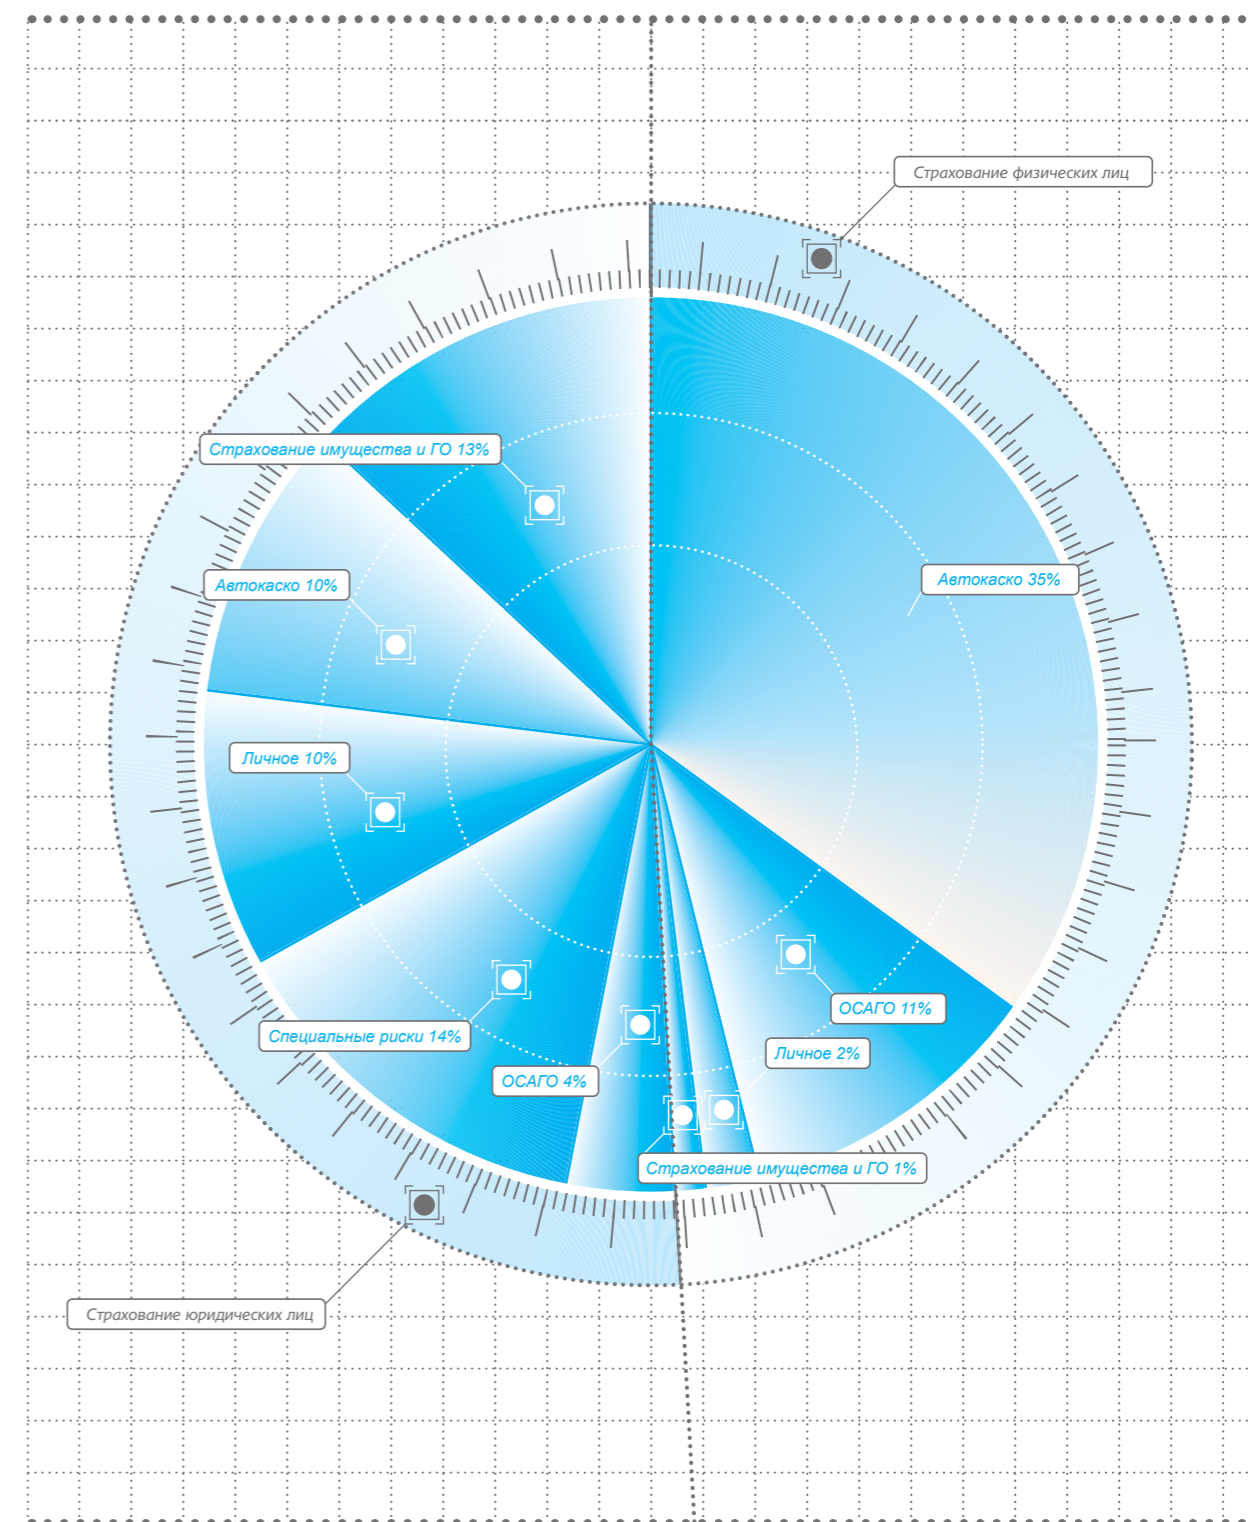 Страхование физических лиц
Страхование имущества и ГО 13%
Автокаско 35%
Автокаско 10%
Личное 10%
ОСАГО 11%
Специальные риски 14%
Личное 2%
ОСАГО 4%
Страхование имущества и ГО 1%
Страхование юридических лиц